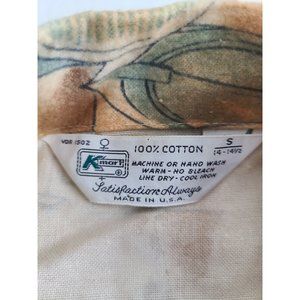 VDR 1502
100% COTTON
S
14-14½
Kmart
®
MACHINE OR HAND WASH
WARM - NO BLEACH
LINE DRY - COOL IRON
Satisfaction Always
MADE IN U.S.A.